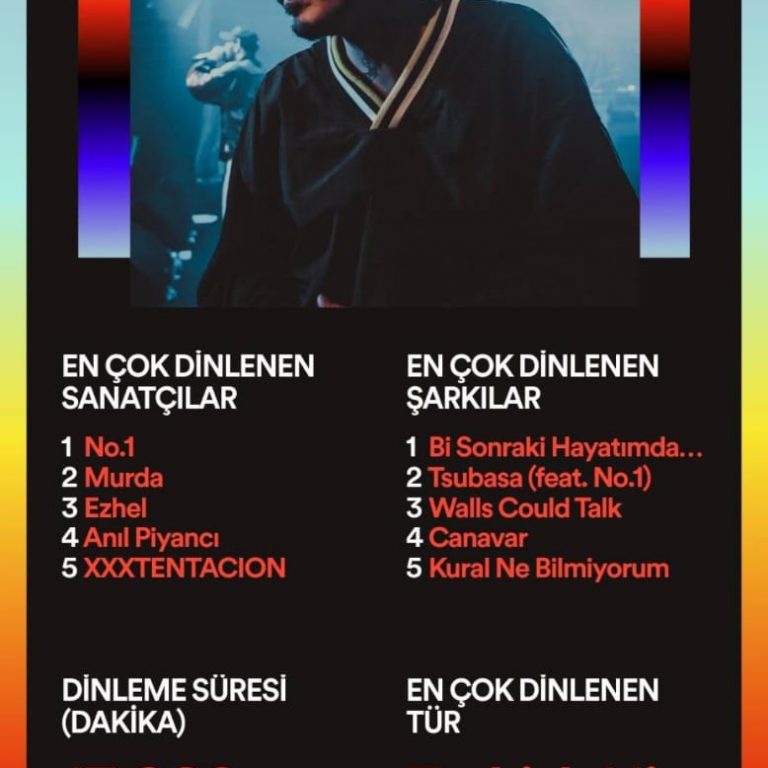 EN ÇOK DİNLENEN
SANATÇILAR
1 No.1
2 Murda
3 Ezhel
4 Anıl Piyancı
5 XXXTENTACION
EN ÇOK DİNLENEN
ŞARKILAR
1 Bi Sonraki Hayatımda...
2 Tsubasa (feat. No.1)
3 Walls Could Talk
4 Canavar
5 Kural Ne Bilmiyorum
DİNLEME SÜRESİ
(DAKİKA)
EN ÇOK DİNLENEN
TÜR